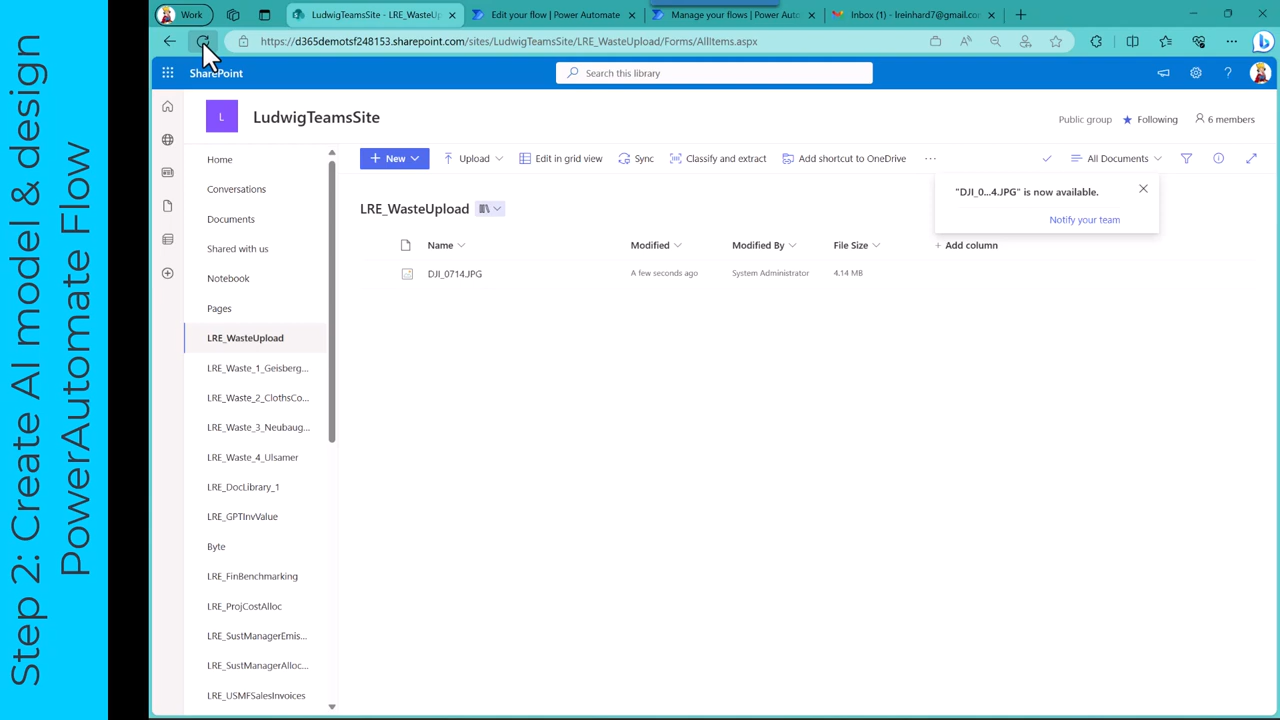 Step 2: Create AI model & design
PowerAutomate Flow
Work
LudwigTeamsSite - LRE_WasteUpl
Edit your flow | Power Automate
Manage your flows | Power Autom
Inbox (1) - lreinhard7@gmail.com
https://d365demotsf248153.sharepoint.com/sites/LudwigTeamsSite/LRE_WasteUpload/Forms/AllItems.aspx
SharePoint
Search this library
L
LudwigTeamsSite
Public group
Following
6 members
Home
Conversations
Documents
Shared with us
Notebook
Pages
LRE_WasteUpload
LRE_Waste_1_Geisberg...
LRE_Waste_2_ClothsCo...
LRE_Waste_3_Neubaug...
LRE_Waste_4_Ulsamer
LRE_DocLibrary_1
LRE_GPTInvValue
Byte
LRE_FinBenchmarking
LRE_ProjCostAlloc
LRE_SustManagerEmis...
LRE_SustManagerAlloc...
LRE_USMFSalesInvoices
New
Upload
Edit in grid view
Sync
Classify and extract
Add shortcut to OneDrive
All Documents
"DJI_0...4.JPG" is now available.
Notify your team
LRE_WasteUpload
Name
Modified
Modified By
File Size
Add column
DJI_0714.JPG
A few seconds ago
System Administrator
4.14 MB